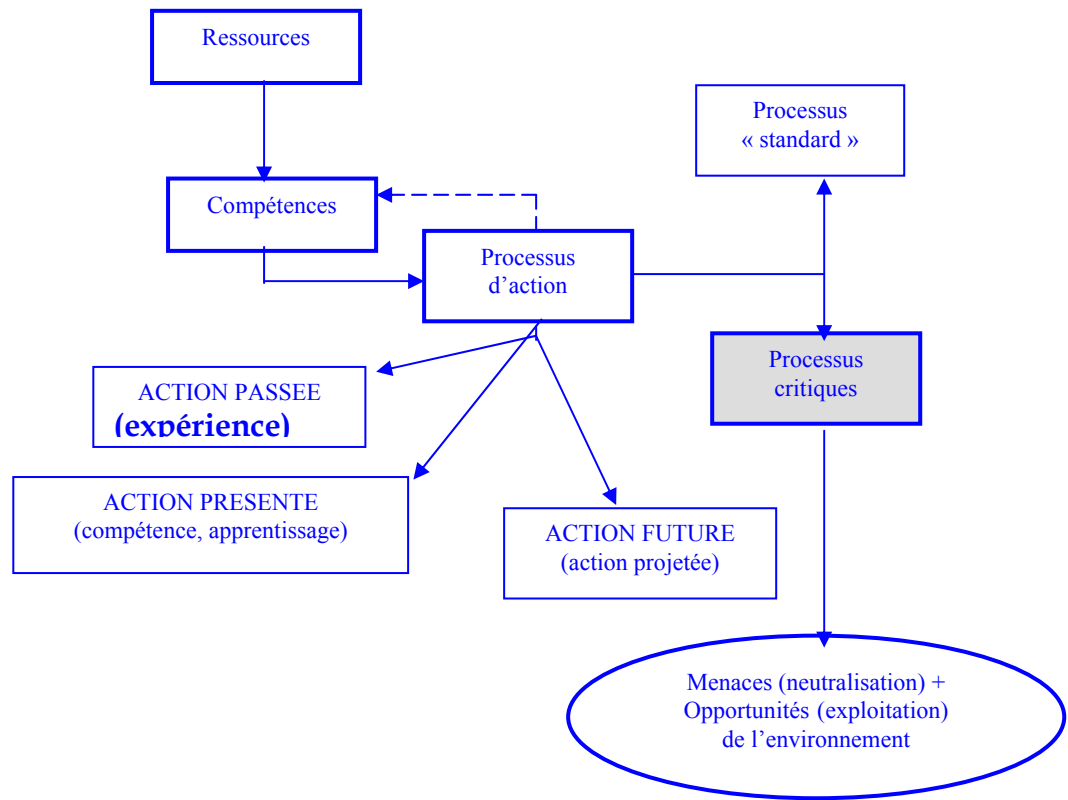 Ressources
Processus
« standard »
Compétences
Processus
d’action
Processus
critiques
ACTION PASSEE
(expérience)
ACTION PRESENTE
(compétence, apprentissage)
ACTION FUTURE
(action projetée)
Menaces (neutralisation) +
Opportunités (exploitation)
de l’environnement